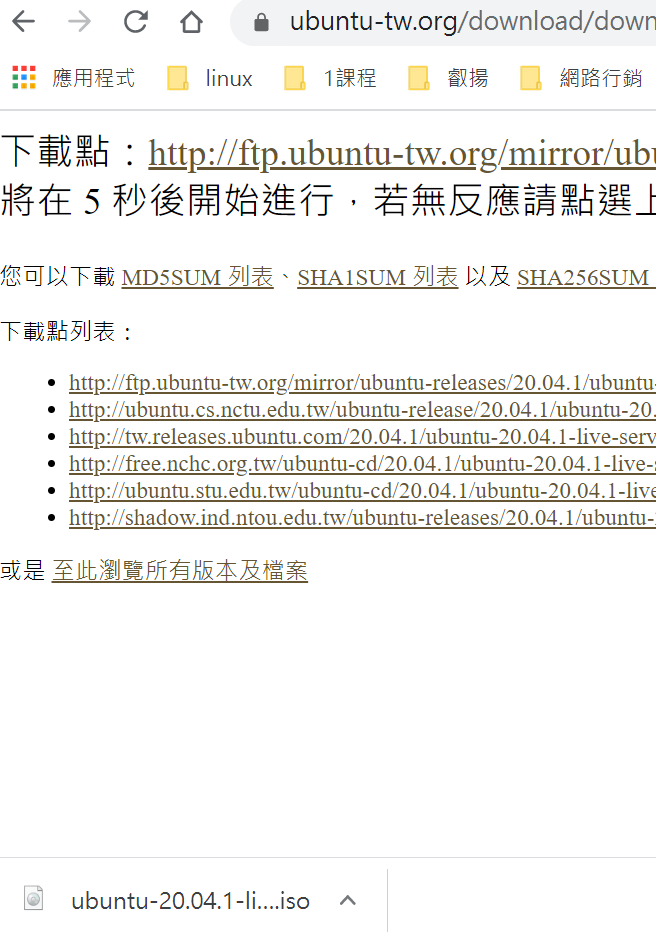 ubuntu-tw.org/download/down
應用程式 linux 1課程 叡揚 網路行銷
下載點：http://ftp.ubuntu-tw.org/mirror/ub
將在 5 秒後開始進行，若無反應請點選上
您可以下載 MD5SUM 列表、SHA1SUM 列表 以及 SHA256SUM
下載點列表：
http://ftp.ubuntu-tw.org/mirror/ubuntu-releases/20.04.1/ubuntu-
http://ubuntu.cs.nctu.edu.tw/ubuntu-release/20.04.1/ubuntu-20.
http://tw.releases.ubuntu.com/20.04.1/ubuntu-20.04.1-live-serv
http://free.nchc.org.tw/ubuntu-cd/20.04.1/ubuntu-20.04.1-live-s
http://ubuntu.stu.edu.tw/ubuntu-cd/20.04.1/ubuntu-20.04.1-live
http://shadow.ind.ntou.edu.tw/ubuntu-releases/20.04.1/ubuntu-
或是 至此瀏覽所有版本及檔案
ubuntu-20.04.1-li....iso